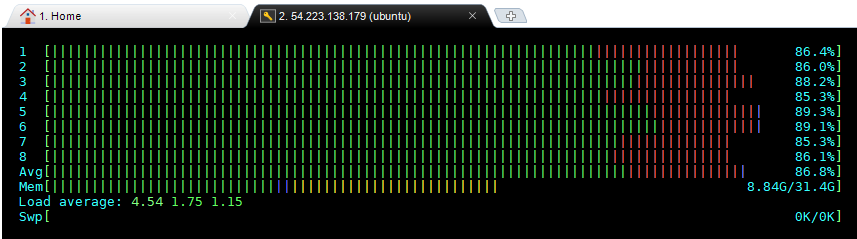 1. Home 2. 54.223.138.179 (ubuntu)
1 [ 86.4%]
2 [ 86.0%]
3 [ 88.2%]
4 [ 85.3%]
5 [ 89.3%]
6 [ 89.1%]
7 [ 85.3%]
8 [ 86.1%]
Avg[ 86.8%]
Mem[ 8.84G/31.4G]
Load average: 4.54 1.75 1.15
Swp[ 0K/0K]